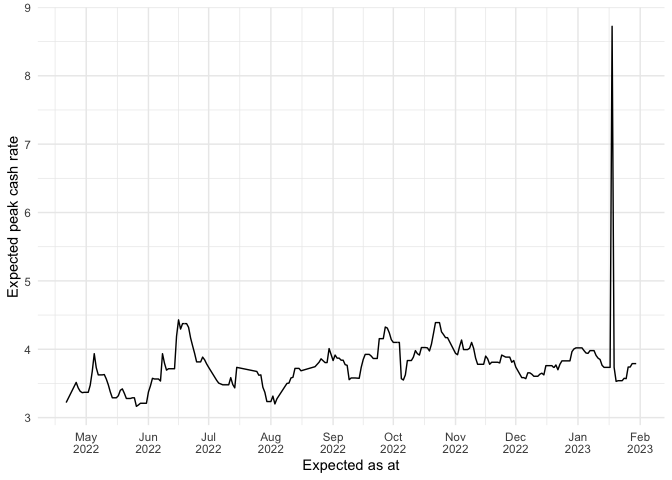 9
8
7
6
5
4
3
Expected peak cash rate
May Jun Jul Aug Sep Oct Nov Dec Jan Feb
2022 2022 2022 2022 2022 2022 2022 2022 2023 2023
Expected as at